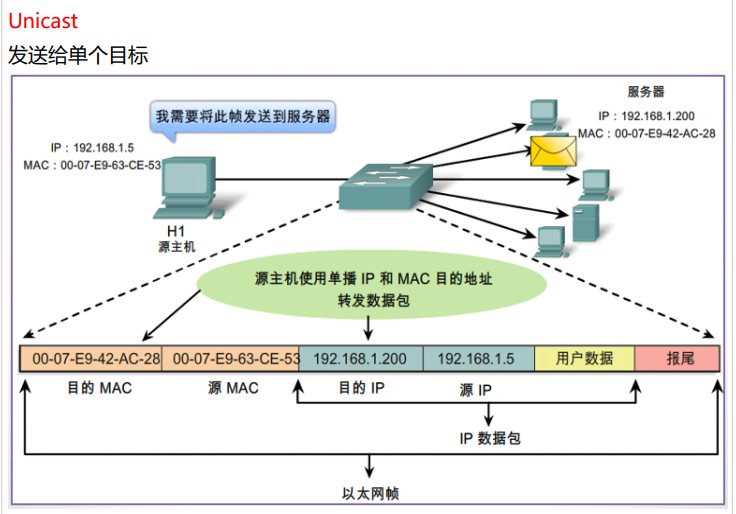 Unicast
发送给单个目标
服务器
我需要将此帧发送到服务器
IP：192.168.1.200
MAC：00-07-E9-42-AC-28
IP：192.168.1.5
MAC：00-07-E9-63-CE-53
H1
源主机
源主机使用单播 IP 和 MAC 目的地址
转发数据包
00-07-E9-42-AC-28 00-07-E9-63-CE-53 192.168.1.200 192.168.1.5 用户数据 报尾
目的 MAC 源 MAC 目的 IP 源 IP
IP 数据包
以太网帧